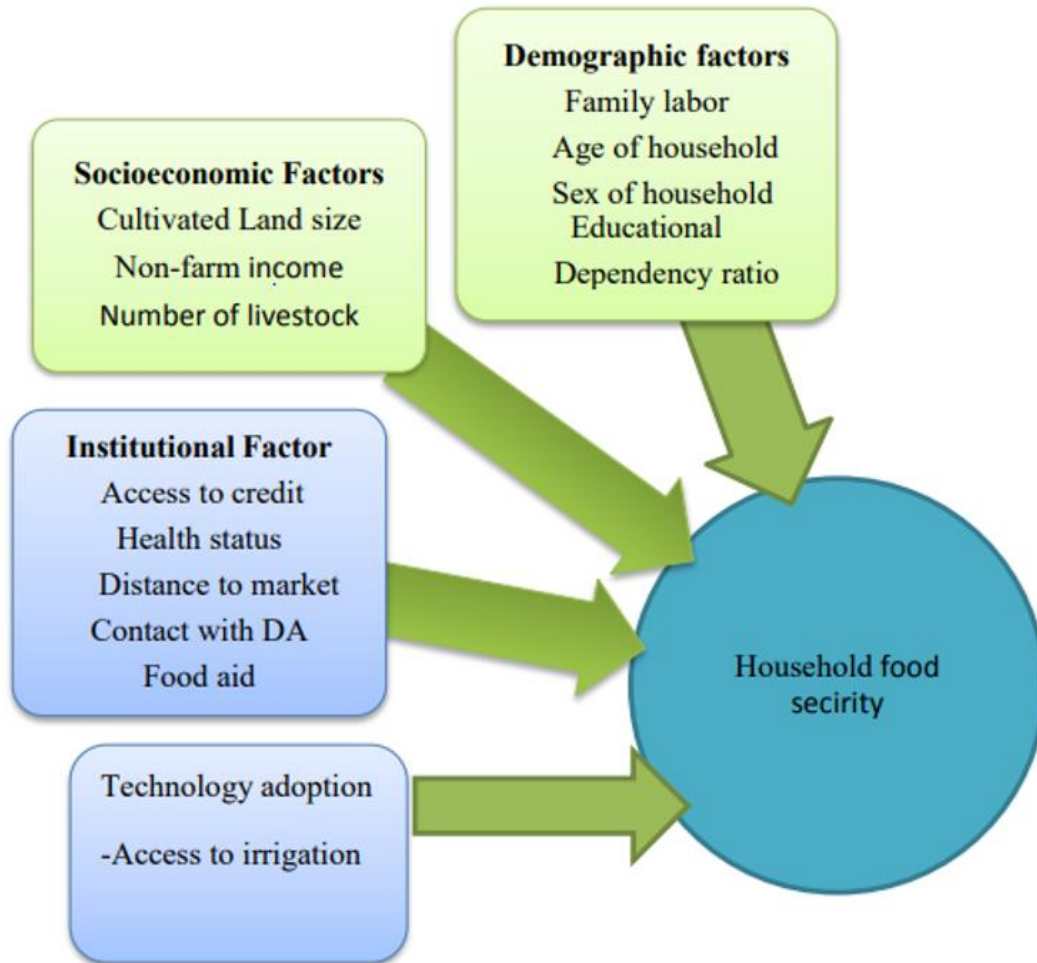 Demographic factors
Family labor
Age of household
Sex of household
Educational
Dependency ratio
Socioeconomic Factors
Cultivated Land size
Non-farm income
Number of livestock
Institutional Factor
Access to credit
Health status
Distance to market
Contact with DA
Food aid
Technology adoption
-Access to irrigation
Household food
secirity